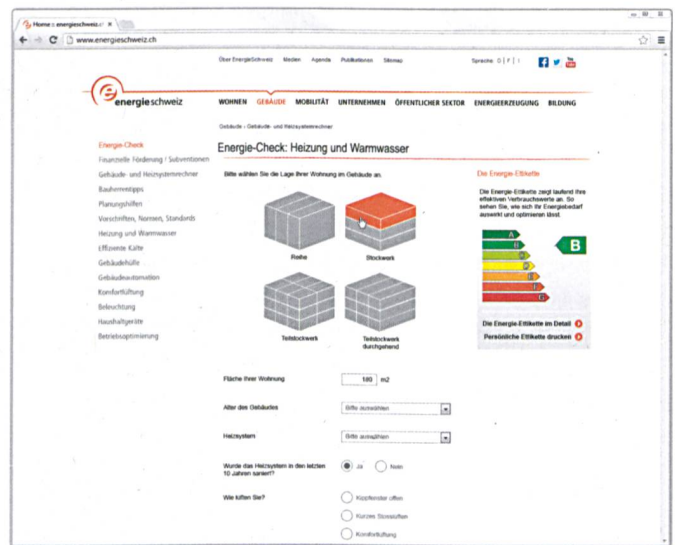 Home :: energieschweiz.ch
www.energieschweiz.ch
Über EnergieSchweiz Medien Agenda Publikationen Sitemap
Sprache D | F | I
You Tube
energieschweiz
WOHNEN GEBÄUDE MOBILITÄT UNTERNEHMEN ÖFFENTLICHER SEKTOR ENERGIEERZEUGUNG BILDUNG
Gebäude › Gebäude- und Heizsystemrechner
Energie-Check
Finanzielle Förderung / Subventionen
Gebäude- und Heizsystemrechner
Bauherrentipps
Planungshilfen
Vorschriften, Normen, Standards
Heizung und Warmwasser
Effiziente Kälte
Gebäudehülle
Gebäudeautomation
Komfortlüftung
Beleuchtung
Haushaltgeräte
Betriebsoptimierung
Energie-Check: Heizung und Warmwasser
Bitte wählen Sie die Lage Ihrer Wohnung im Gebäude an.
Reihe
Stockwerk
Teilstockwerk
Teilstockwerk
durchgehend
Fläche Ihrer Wohnung
180 m2
Alter des Gebäudes
Bitte auswählen
Heizsystem
Bitte auswählen
Wurde das Heizsystem in den letzten
10 Jahren saniert?
Ja Nein
Wie lüften Sie?
Kippfenster offen
Kurzes Stosslüften
Komfortlüftung
Die Energie-Ettikette
Die Energie-Ettikette zeigt laufend Ihre
effektiven Verbrauchswerte an. So
sehen Sie, wie sich Ihr Energiebedarf
auswirkt und optimieren lässt.
A
B
C
D
E
F
G
B
Die Energie-Ettikette im Detail
Persönliche Ettikette drucken